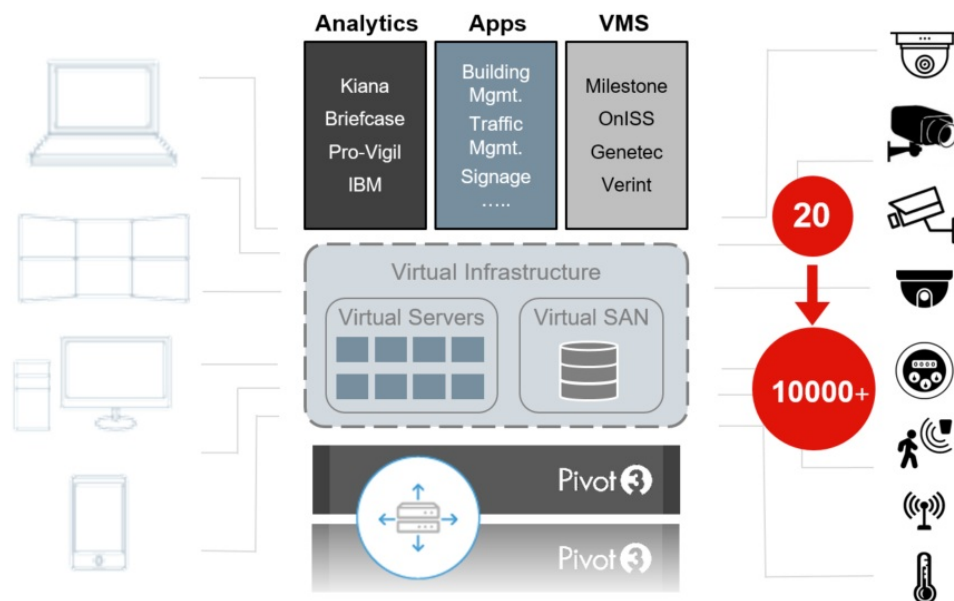 Analytics
Apps
VMS
Kiana
Briefcase
Pro-Vigil
IBM
Building
Mgmt.
Traffic
Mgmt.
Signage
.....
Milestone
OnISS
Genetec
Verint
20
10000+
Virtual Infrastructure
Virtual Servers
Virtual SAN
Pivot3
Pivot3